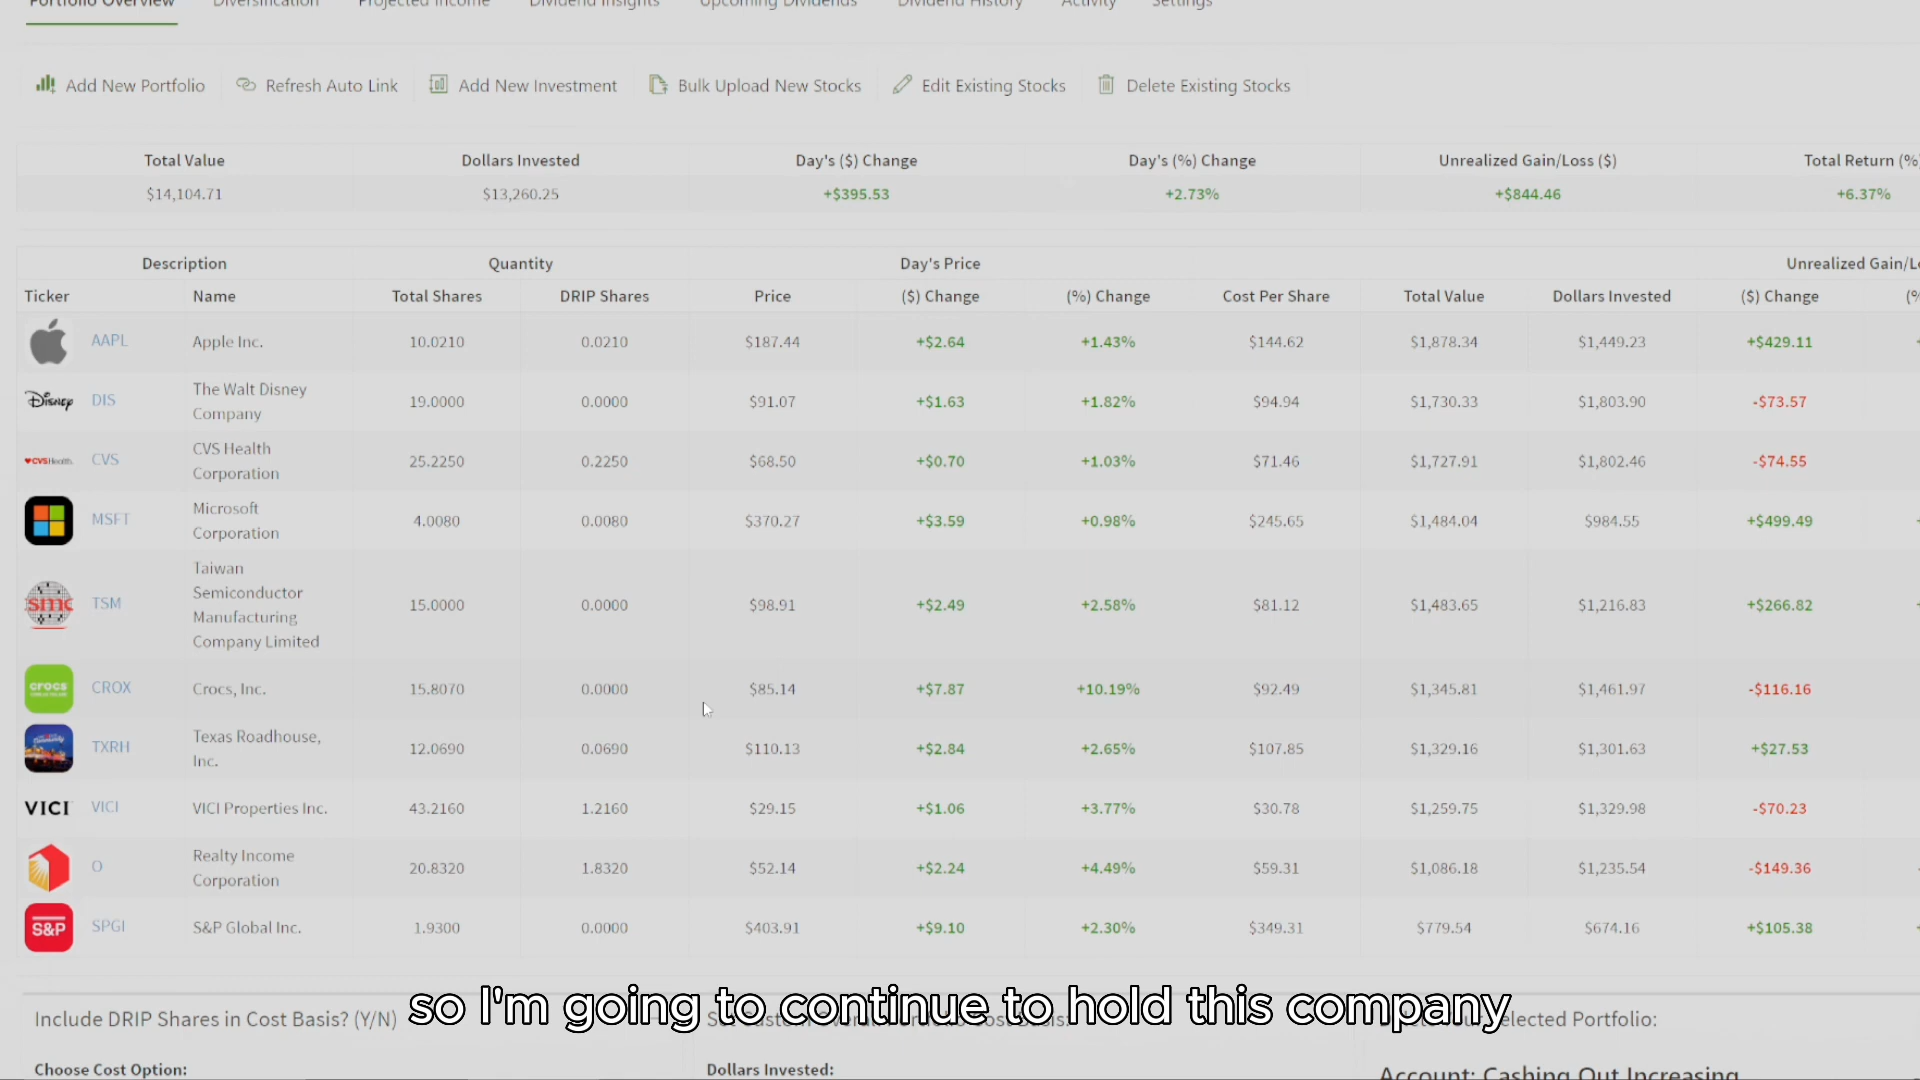 Portfolio Overview Diversification Projected Income Dividend Insights Upcoming Dividends Dividend History Activity Settings
Add New Portfolio Refresh Auto Link Add New Investment Bulk Upload New Stocks Edit Existing Stocks Delete Existing Stocks
Total Value Dollars Invested Day's ($) Change Day's (%) Change Unrealized Gain/Loss ($) Total Return (%)
$14,104.71 $13,260.25 +$395.53 +2.73% +$844.46 +6.37%
Description Quantity Day's Price Unrealized Gain/Lo
Ticker Name Total Shares DRIP Shares Price ($) Change (%) Change Cost Per Share Total Value Dollars Invested ($) Change (%
AAPL Apple Inc. 10.0210 0.0210 $187.44 +$2.64 +1.43% $144.62 $1,878.34 $1,449.23 +$429.11
Disney DIS The Walt Disney
Company 19.0000 0.0000 $91.07 +$1.63 +1.82% $94.94 $1,730.33 $1,803.90 -$73.57
CVSHealth. CVS CVS Health
Corporation 25.2250 0.2250 $68.50 +$0.70 +1.03% $71.46 $1,727.91 $1,802.46 -$74.55
MSFT Microsoft
Corporation 4.0080 0.0080 $370.27 +$3.59 +0.98% $245.65 $1,484.04 $984.55 +$499.49
smc TSM Taiwan
Semiconductor
Manufacturing
Company Limited 15.0000 0.0000 $98.91 +$2.49 +2.58% $81.12 $1,483.65 $1,216.83 +$266.82
crocs CROX Crocs, Inc. 15.8070 0.0000 $85.14 +$7.87 +10.19% $92.49 $1,345.81 $1,461.97 -$116.16
TXRH Texas Roadhouse,
Inc. 12.0690 0.0690 $110.13 +$2.84 +2.65% $107.85 $1,329.16 $1,301.63 +$27.53
VICI VICI VICI Properties Inc. 43.2160 1.2160 $29.15 +$1.06 +3.77% $30.78 $1,259.75 $1,329.98 -$70.23
O Realty Income
Corporation 20.8320 1.8320 $52.14 +$2.24 +4.49% $59.31 $1,086.18 $1,235.54 -$149.36
S&P SPGI S&P Global Inc. 1.9300 0.0000 $403.91 +$9.10 +2.30% $349.31 $779.54 $674.16 +$105.38
so I'm going to continue to hold this company
Include DRIP Shares in Cost Basis? (Y/N) Selected Portfolio:
Choose Cost Option: Dollars Invested: Account: Cashing Out Increasing